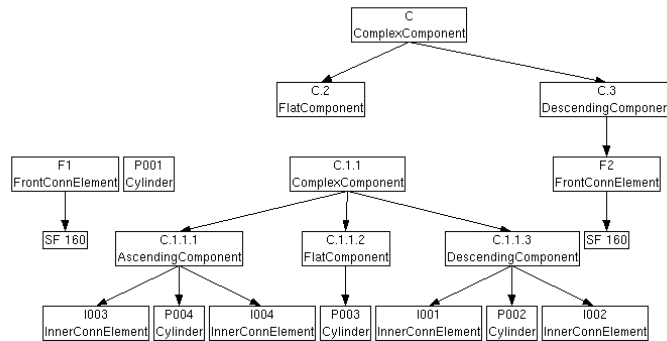 C
ComplexComponent
C.2
FlatComponent
C.3
DescendingComponent
F1
FrontConnElement
P001
Cylinder
C.1.1
ComplexComponent
F2
FrontConnElement
SF 160
C.1.1.1
AscendingComponent
C.1.1.2
FlatComponent
C.1.1.3
DescendingComponent
SF 160
I003
InnerConnElement
P004
Cylinder
I004
InnerConnElement
P003
Cylinder
I001
InnerConnElement
P002
Cylinder
I002
InnerConnElement